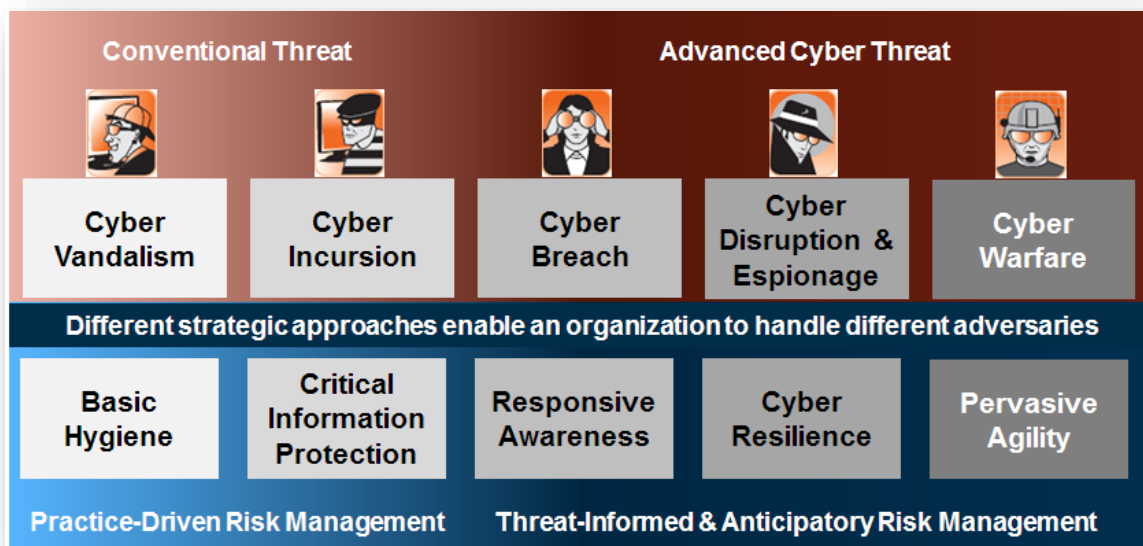 Conventional Threat
Advanced Cyber Threat
Cyber
Vandalism
Cyber
Incursion
Cyber
Breach
Cyber
Disruption &
Espionage
Cyber
Warfare
Different strategic approaches enable an organization to handle different adversaries
Basic
Hygiene
Critical
Information
Protection
Responsive
Awareness
Cyber
Resilience
Pervasive
Agility
Practice-Driven Risk Management
Threat-Informed & Anticipatory Risk Management